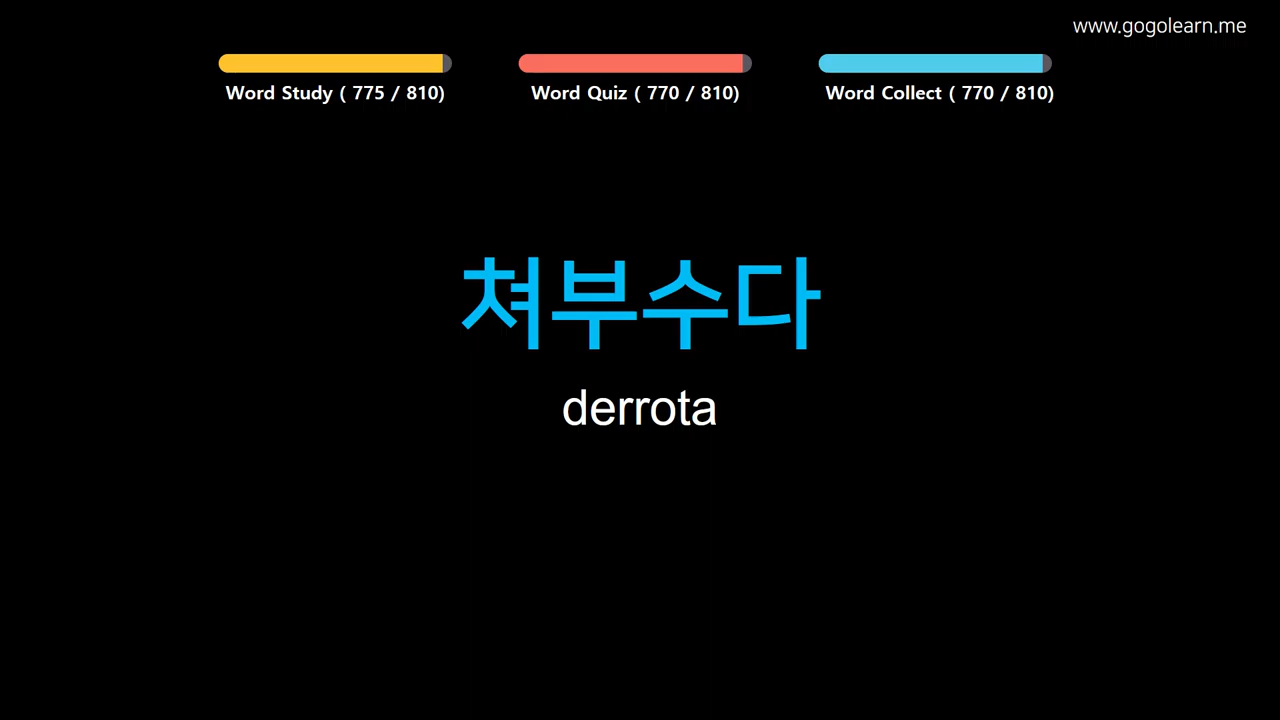 www.gogolearn.me
Word Study ( 775 / 810)
Word Quiz ( 770 / 810)
Word Collect ( 770 / 810)
쳐부수다
derrota